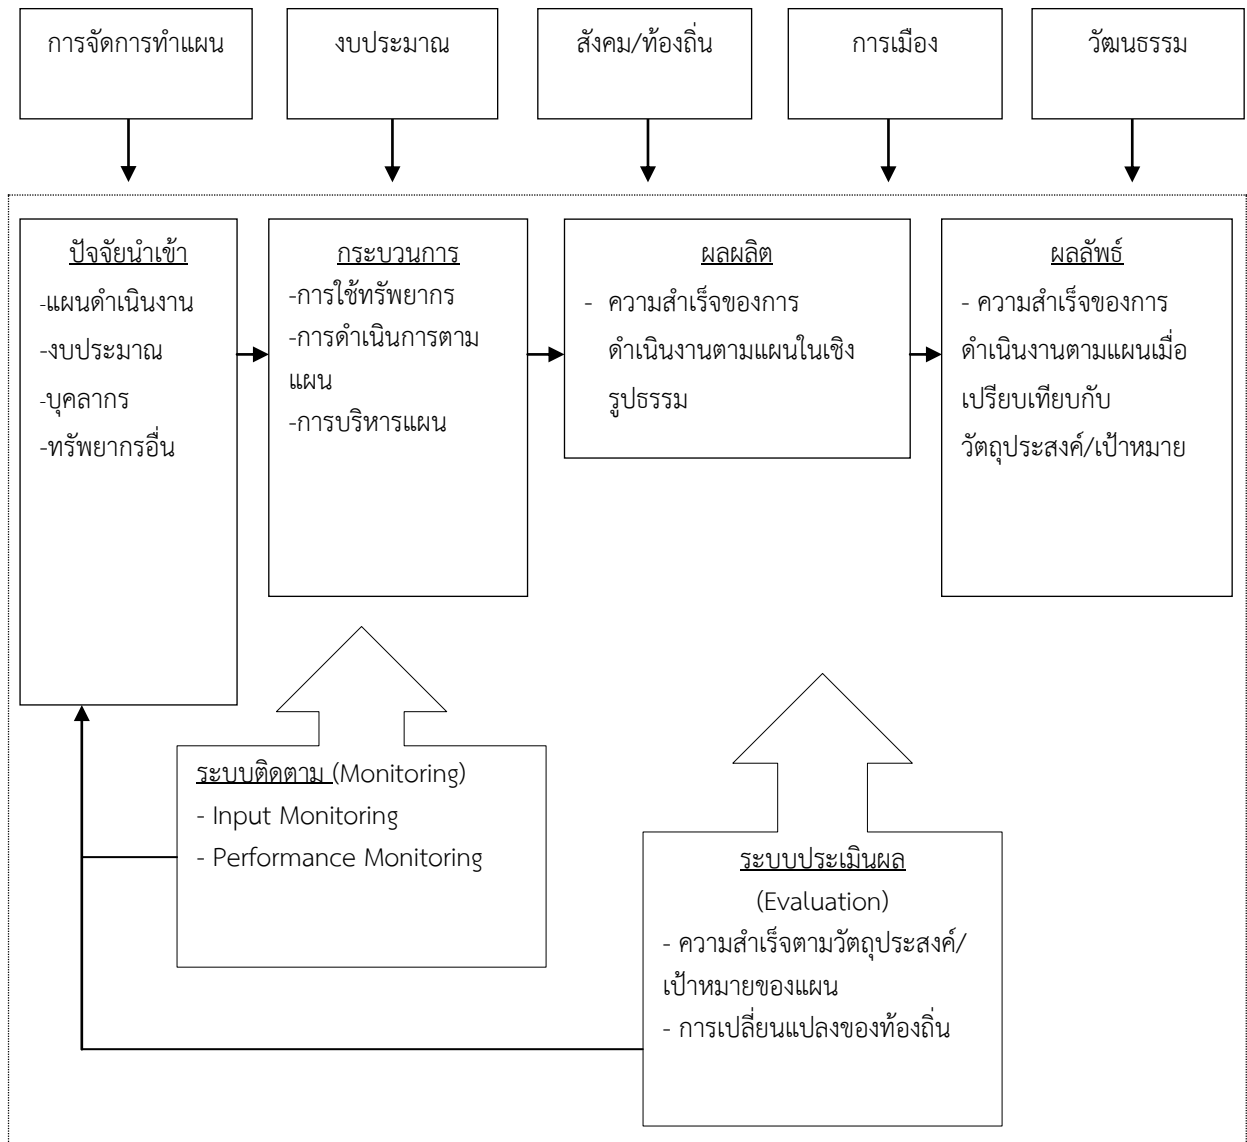 การจัดการทำแผน
งบประมาณ
สังคม/ท้องถิ่น
การเมือง
วัฒนธรรม
ปัจจัยนำเข้า
-แผนดำเนินงาน
-งบประมาณ
-บุคลากร
-ทรัพยากรอื่น
กระบวนการ
-การใช้ทรัพยากร
-การดำเนินการตาม
แผน
-การบริหารแผน
ผลผลิต
- ความสำเร็จของการ
ดำเนินงานตามแผนในเชิง
รูปธรรม
ผลลัพธ์
- ความสำเร็จของการ
ดำเนินงานตามแผนเมื่อ
เปรียบเทียบกับ
วัตถุประสงค์/เป้าหมาย
ระบบติดตาม (Monitoring)
- Input Monitoring
- Performance Monitoring
ระบบประเมินผล
(Evaluation)
- ความสำเร็จตามวัตถุประสงค์/
เป้าหมายของแผน
- การเปลี่ยนแปลงของท้องถิ่น